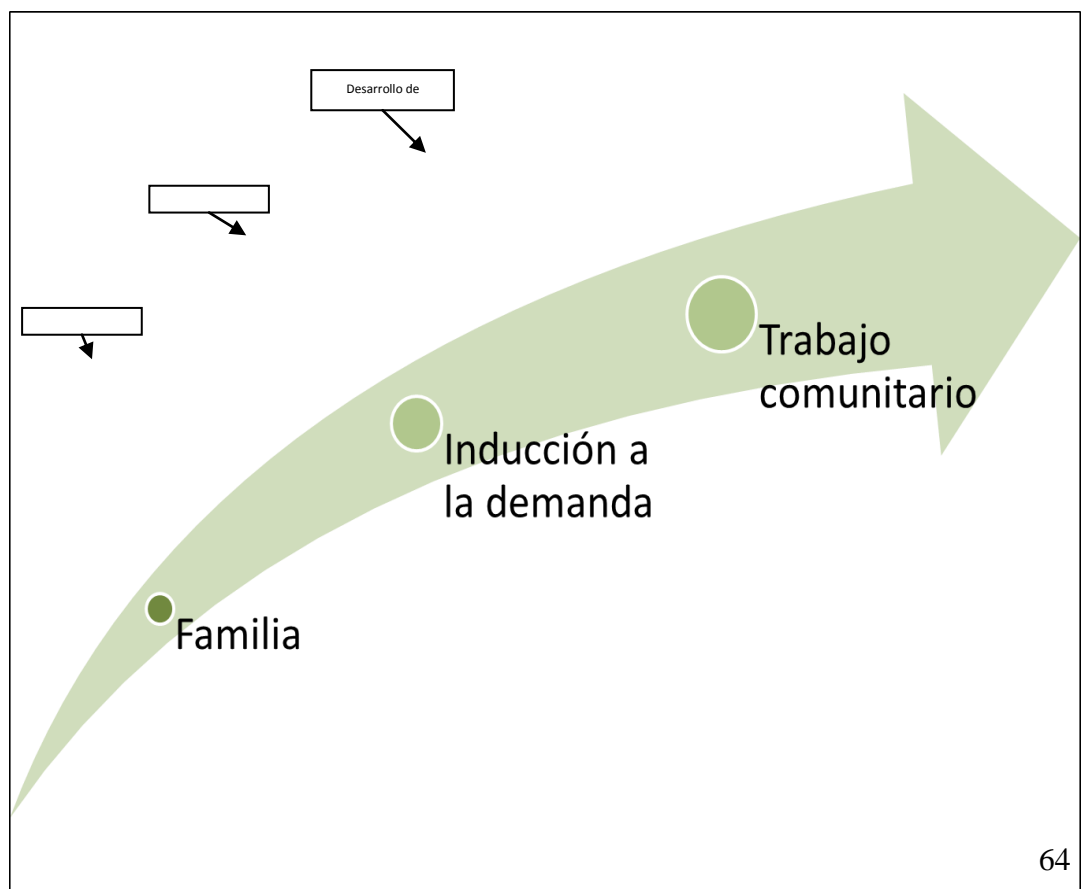 Desarrollo de
Trabajo
comunitario
Inducción a
la demanda
Familia
64